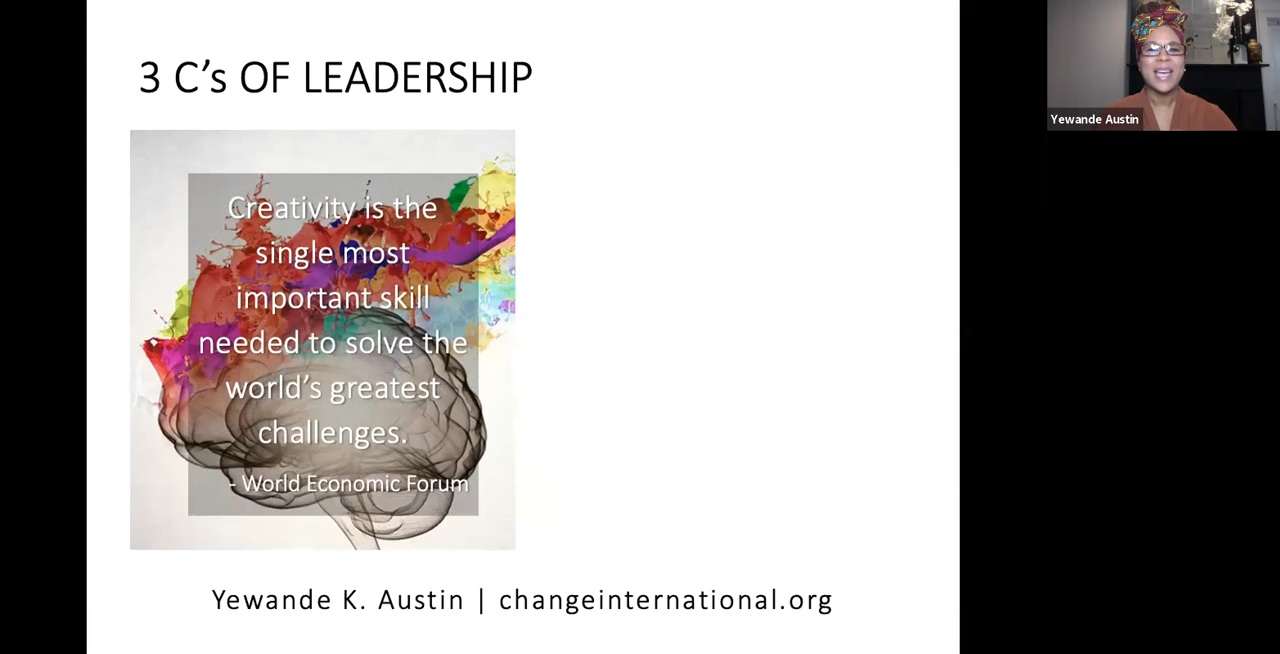 3 C’s OF LEADERSHIP
Creativity is the
single most
important skill
needed to solve the
world’s greatest
challenges.
- World Economic Forum
Yewande K. Austin | changeinternational.org
Yewande Austin